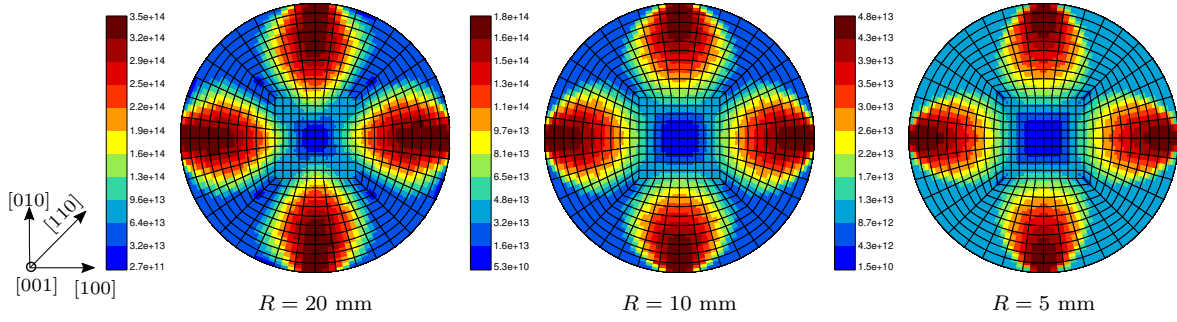 3.5e+14
3.2e+14
2.9e+14
2.5e+14
2.2e+14
1.9e+14
1.6e+14
1.3e+14
9.6e+13
6.4e+13
3.2e+13
2.7e+11
1.8e+14
1.6e+14
1.5e+14
1.3e+14
1.1e+14
9.7e+13
8.1e+13
6.5e+13
4.8e+13
3.2e+13
1.6e+13
5.3e+10
4.8e+13
4.3e+13
3.9e+13
3.5e+13
3.0e+13
2.6e+13
2.2e+13
1.7e+13
1.3e+13
8.7e+12
4.3e+12
1.5e+10
[010]
[110]
[001]
[100]
R = 20 mm
R = 10 mm
R = 5 mm